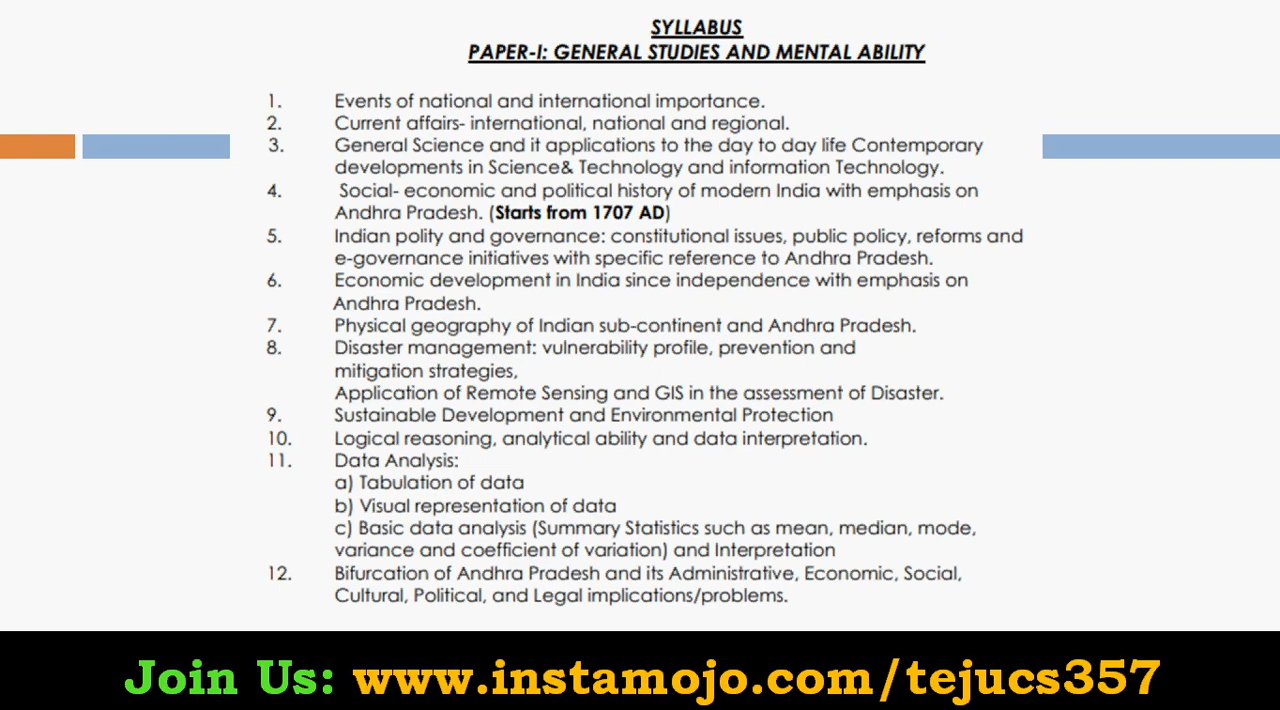 SYLLABUS
PAPER-I: GENERAL STUDIES AND MENTAL ABILITY
1. Events of national and international importance.
2. Current affairs- international, national and regional.
3. General Science and it applications to the day to day life Contemporary
developments in Science& Technology and information Technology.
4. Social- economic and political history of modern India with emphasis on
Andhra Pradesh. (Starts from 1707 AD)
5. Indian polity and governance: constitutional issues, public policy, reforms and
e-governance initiatives with specific reference to Andhra Pradesh.
6. Economic development in India since independence with emphasis on
Andhra Pradesh.
7. Physical geography of Indian sub-continent and Andhra Pradesh.
8. Disaster management: vulnerability profile, prevention and
mitigation strategies,
Application of Remote Sensing and GIS in the assessment of Disaster.
9. Sustainable Development and Environmental Protection
10. Logical reasoning, analytical ability and data interpretation.
11. Data Analysis:
a) Tabulation of data
b) Visual representation of data
c) Basic data analysis (Summary Statistics such as mean, median, mode,
variance and coefficient of variation) and Interpretation
12. Bifurcation of Andhra Pradesh and its Administrative, Economic, Social,
Cultural, Political, and Legal implications/problems.
Join Us: www.instamojo.com/tejucs357